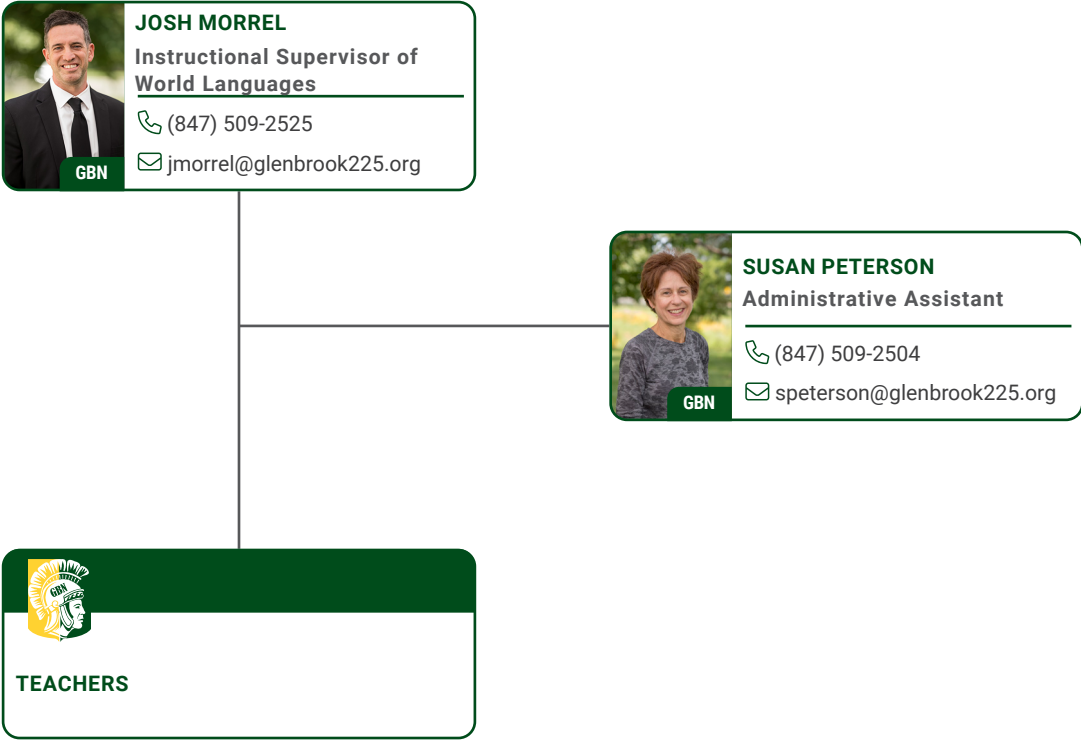 JOSH MORREL
Instructional Supervisor of
World Languages
(847) 509-2525
jmorrel@glenbrook225.org
GBN
SUSAN PETERSON
Administrative Assistant
(847) 509-2504
speterson@glenbrook225.org
GBN
GBN
TEACHERS